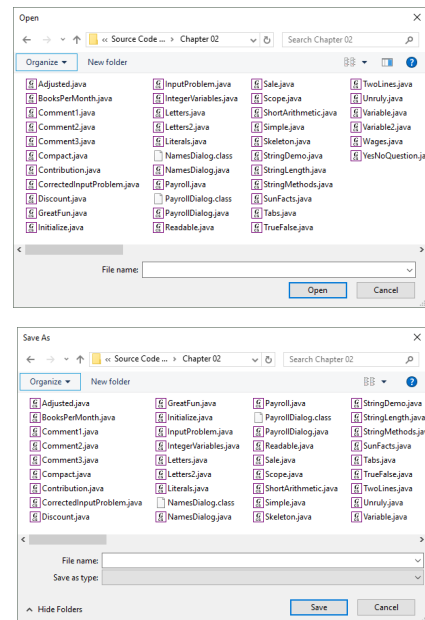 Open
« Source Code ... > Chapter 02
Search Chapter 02
Organize
New folder
Adjusted.java
BooksPerMonth.java
Comment1.java
Comment2.java
Comment3.java
Compact.java
Contribution.java
CorrectedInputProblem.java
Discount.java
GreatFun.java
Initialize.java
InputProblem.java
IntegerVariables.java
Letters.java
Letters2.java
Literals.java
NamesDialog.class
NamesDialog.java
Payroll.java
PayrollDialog.class
PayrollDialog.java
Readable.java
Sale.java
Scope.java
ShortArithmetic.java
Simple.java
Skeleton.java
StringDemo.java
StringLength.java
StringMethods.java
SunFacts.java
Tabs.java
TrueFalse.java
TwoLines.java
Unruly.java
Variable.java
Variable2.java
Wages.java
YesNoQuestion.ja
File name:
Open
Cancel
Save As
« Source Code ... > Chapter 02
Search Chapter 02
Organize
New folder
Adjusted.java
BooksPerMonth.java
Comment1.java
Comment2.java
Comment3.java
Compact.java
Contribution.java
CorrectedInputProblem.java
Discount.java
GreatFun.java
Initialize.java
InputProblem.java
IntegerVariables.java
Letters.java
Letters2.java
Literals.java
NamesDialog.class
NamesDialog.java
Payroll.java
PayrollDialog.class
PayrollDialog.java
Readable.java
Sale.java
Scope.java
ShortArithmetic.java
Simple.java
Skeleton.java
StringDemo.java
StringLength.java
StringMethods.ja
SunFacts.java
Tabs.java
TrueFalse.java
TwoLines.java
Unruly.java
Variable.java
File name:
Save as type:
Hide Folders
Save
Cancel